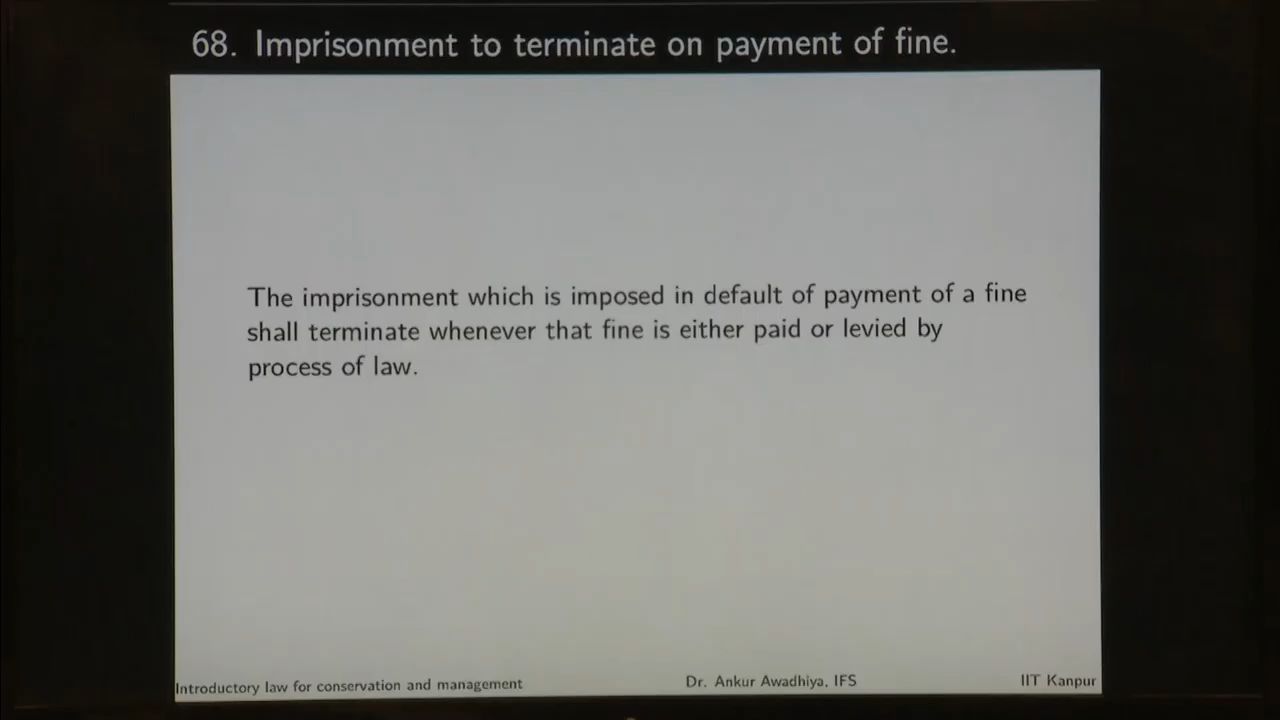 68. Imprisonment to terminate on payment of fine.
The imprisonment which is imposed in default of payment of a fine
shall terminate whenever that fine is either paid or levied by
process of law.
Introductory law for conservation and management
Dr. Ankur Awadhiya, IFS
IIT Kanpur